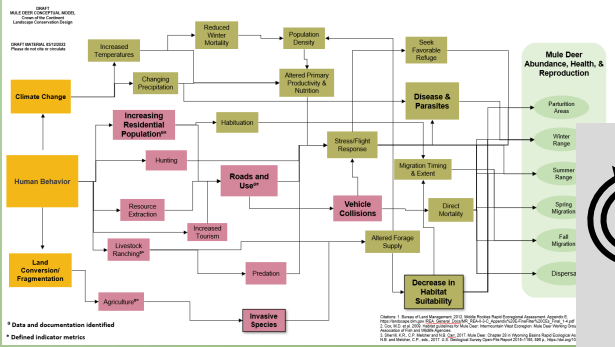 DRAFT
MULE DEER CONCEPTUAL MODEL
Crown of the Continent
Landscape Conservation Design
DRAFT MATERIAL 03/12/2023
Please do not cite or circulate
Increased
Temperatures
Reduced
Winter
Mortality
Population
Density
Seek
Favorable
Refuge
Mule Deer
Abundance, Health, &
Reproduction
Climate Change
Changing
Precipitation
Altered Primary
Productivity &
Nutrition
Disease &
Parasites
Parturition
Areas
Increasing
Residential
Population
Habituation
Stress/Flight
Response
Winter
Range
Human Behavior
Hunting
Roads and
Use
Migration Timing
& Extent
Summer
Range
Resource
Extraction
Vehicle
Collisions
Direct
Mortality
Spring
Migration
Increased
Tourism
Livestock
Ranching
Altered Forage
Supply
Fall
Migration
Land
Conversion/
Fragmentation
Predation
Decrease in
Habitat
Suitability
Dispersa
Agriculture
Invasive
Species
# Data and documentation identified
* Defined indicator metrics